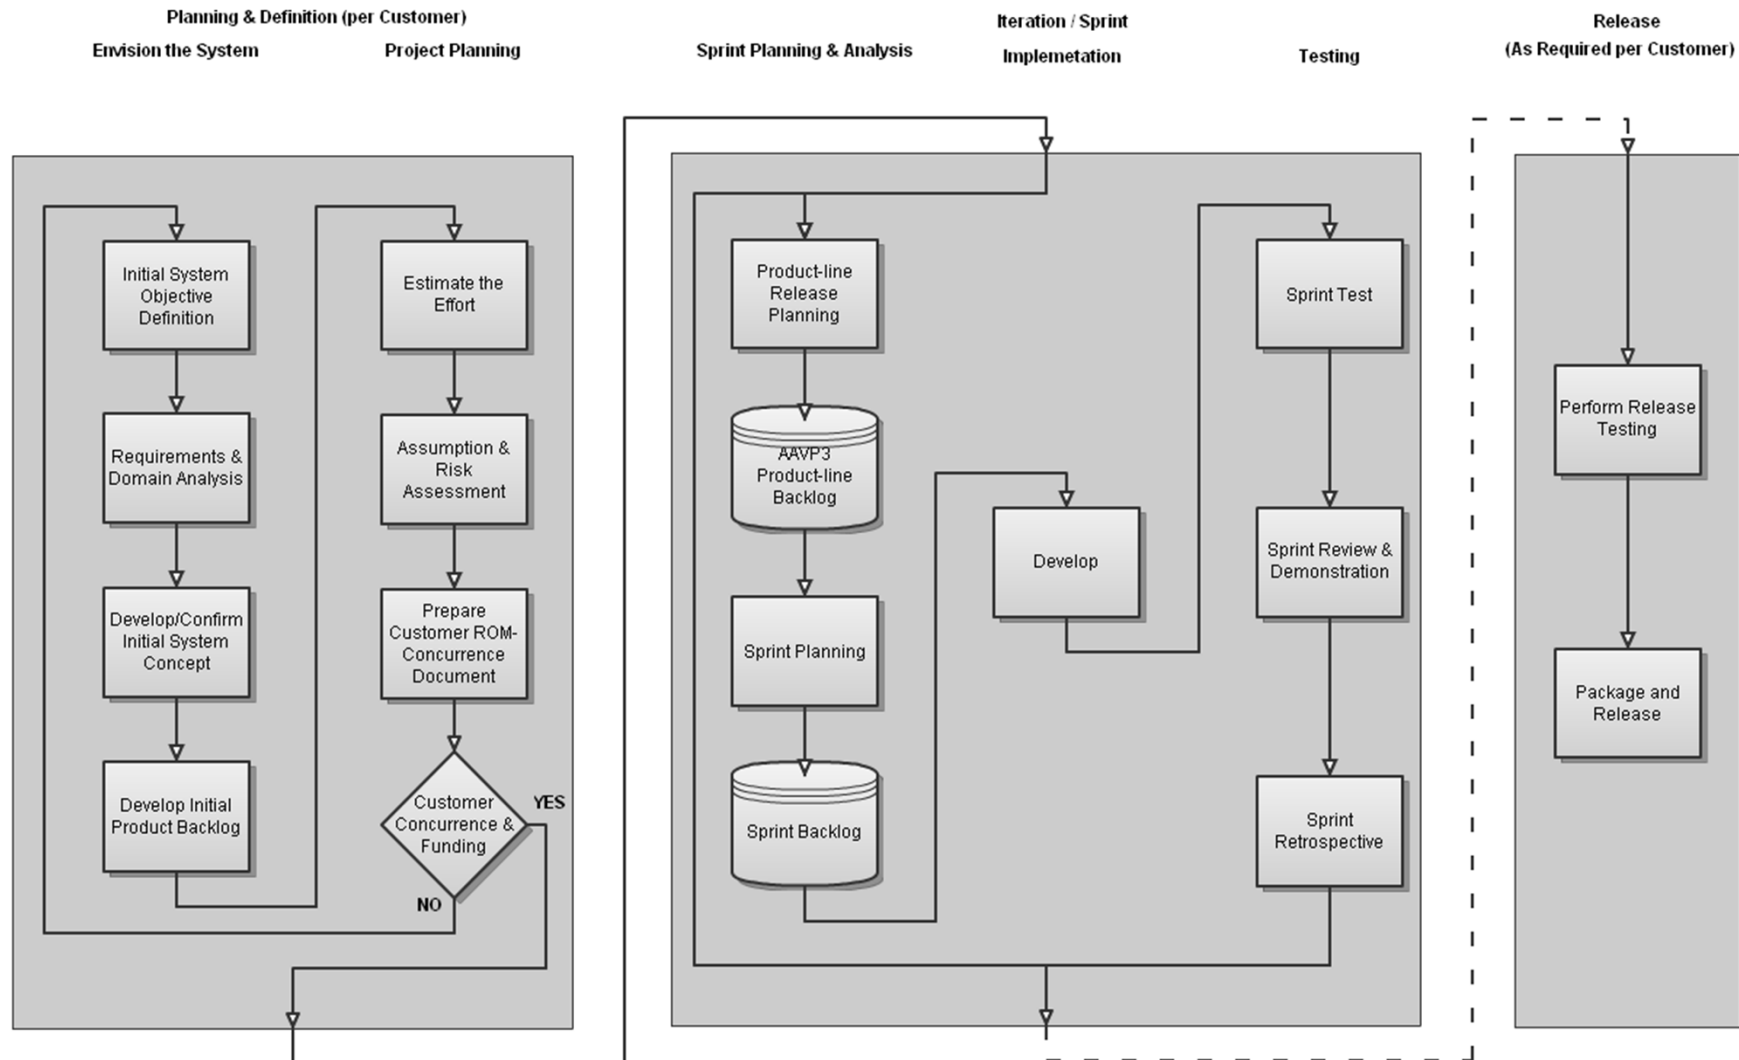 Planning & Definition (per Customer)
Envision the System
Project Planning
Initial System
Objective
Definition
Requirements &
Domain Analysis
Develop/Confirm
Initial System
Concept
Develop Initial
Product Backlog
Estimate the
Effort
Assumption &
Risk
Assessment
Prepare
Customer ROM-
Concurrence
Document
Customer
Concurrence &
Funding
YES
NO
Iteration / Sprint
Sprint Planning & Analysis
Implemetation
Testing
Product-line
Release
Planning
AAVP3
Product-line
Backlog
Sprint Planning
Sprint Backlog
Develop
Sprint Test
Sprint Review &
Demonstration
Sprint
Retrospective
Release
(As Required per Customer)
Perform Release
Testing
Package and
Release